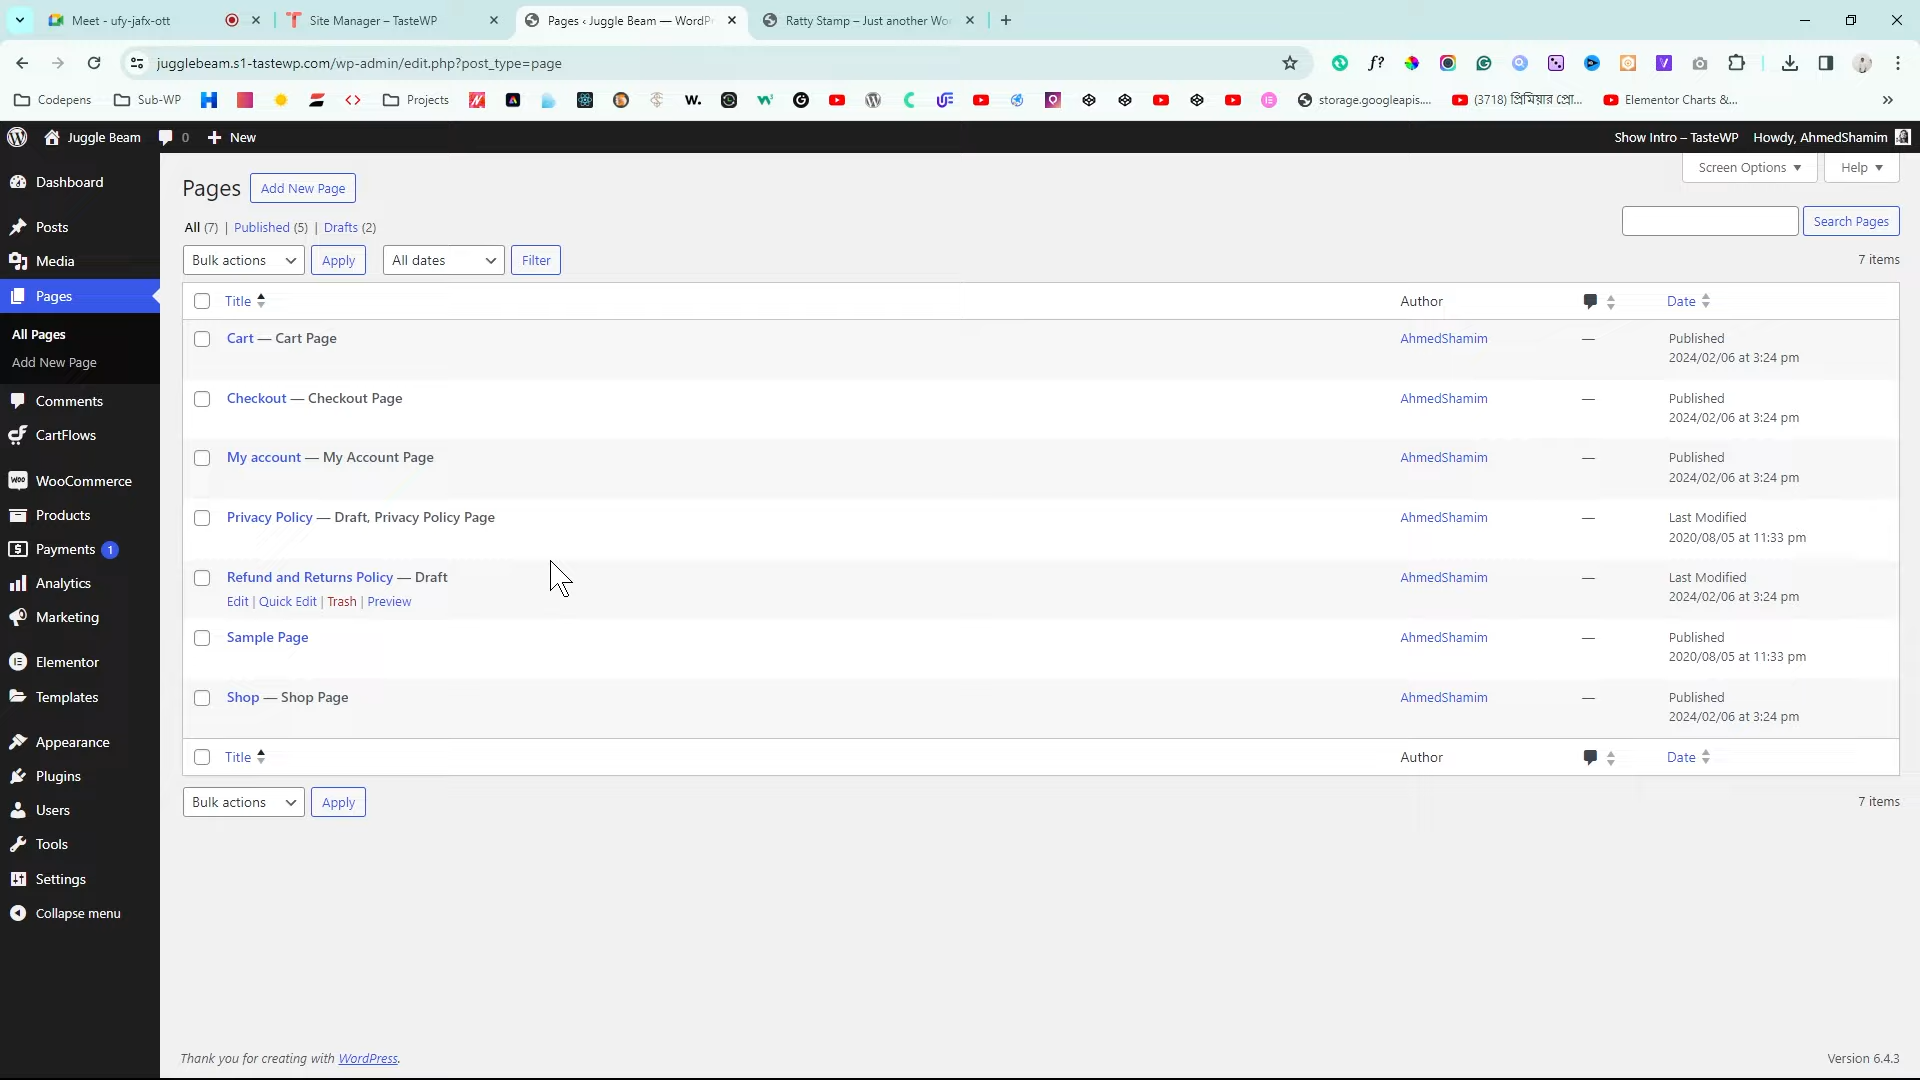 Meet - ufy-jafx-ott
Site Manager – TasteWP
Pages ‹ Juggle Beam — WordPr
Ratty Stamp – Just another Wo
jugglebeam.s1-tastewp.com/wp-admin/edit.php?post_type=page
Codepens
Sub-WP
Projects
storage.googleapis....
(3718) প্রিমিয়ার প্রো...
Elementor Charts &...
Juggle Beam
0
New
Show Intro – TasteWP
Howdy, AhmedShamim
Dashboard
Posts
Media
Pages
All Pages
Add New Page
Comments
CartFlows
WooCommerce
Products
Payments 1
Analytics
Marketing
Elementor
Templates
Appearance
Plugins
Users
Tools
Settings
Collapse menu
Screen Options
Help
Pages
Add New Page
All (7) | Published (5) | Drafts (2)
Search Pages
Bulk actions
Apply
All dates
Filter
7 items
Title
Author
Date
Cart — Cart Page
AhmedShamim
—
Published
2024/02/06 at 3:24 pm
Checkout — Checkout Page
AhmedShamim
—
Published
2024/02/06 at 3:24 pm
My account — My Account Page
AhmedShamim
—
Published
2024/02/06 at 3:24 pm
Privacy Policy — Draft, Privacy Policy Page
AhmedShamim
—
Last Modified
2020/08/05 at 11:33 pm
Refund and Returns Policy — Draft
Edit | Quick Edit | Trash | Preview
AhmedShamim
—
Last Modified
2024/02/06 at 3:24 pm
Sample Page
AhmedShamim
—
Published
2020/08/05 at 11:33 pm
Shop — Shop Page
AhmedShamim
—
Published
2024/02/06 at 3:24 pm
Title
Author
Date
Bulk actions
Apply
7 items
Thank you for creating with WordPress.
Version 6.4.3